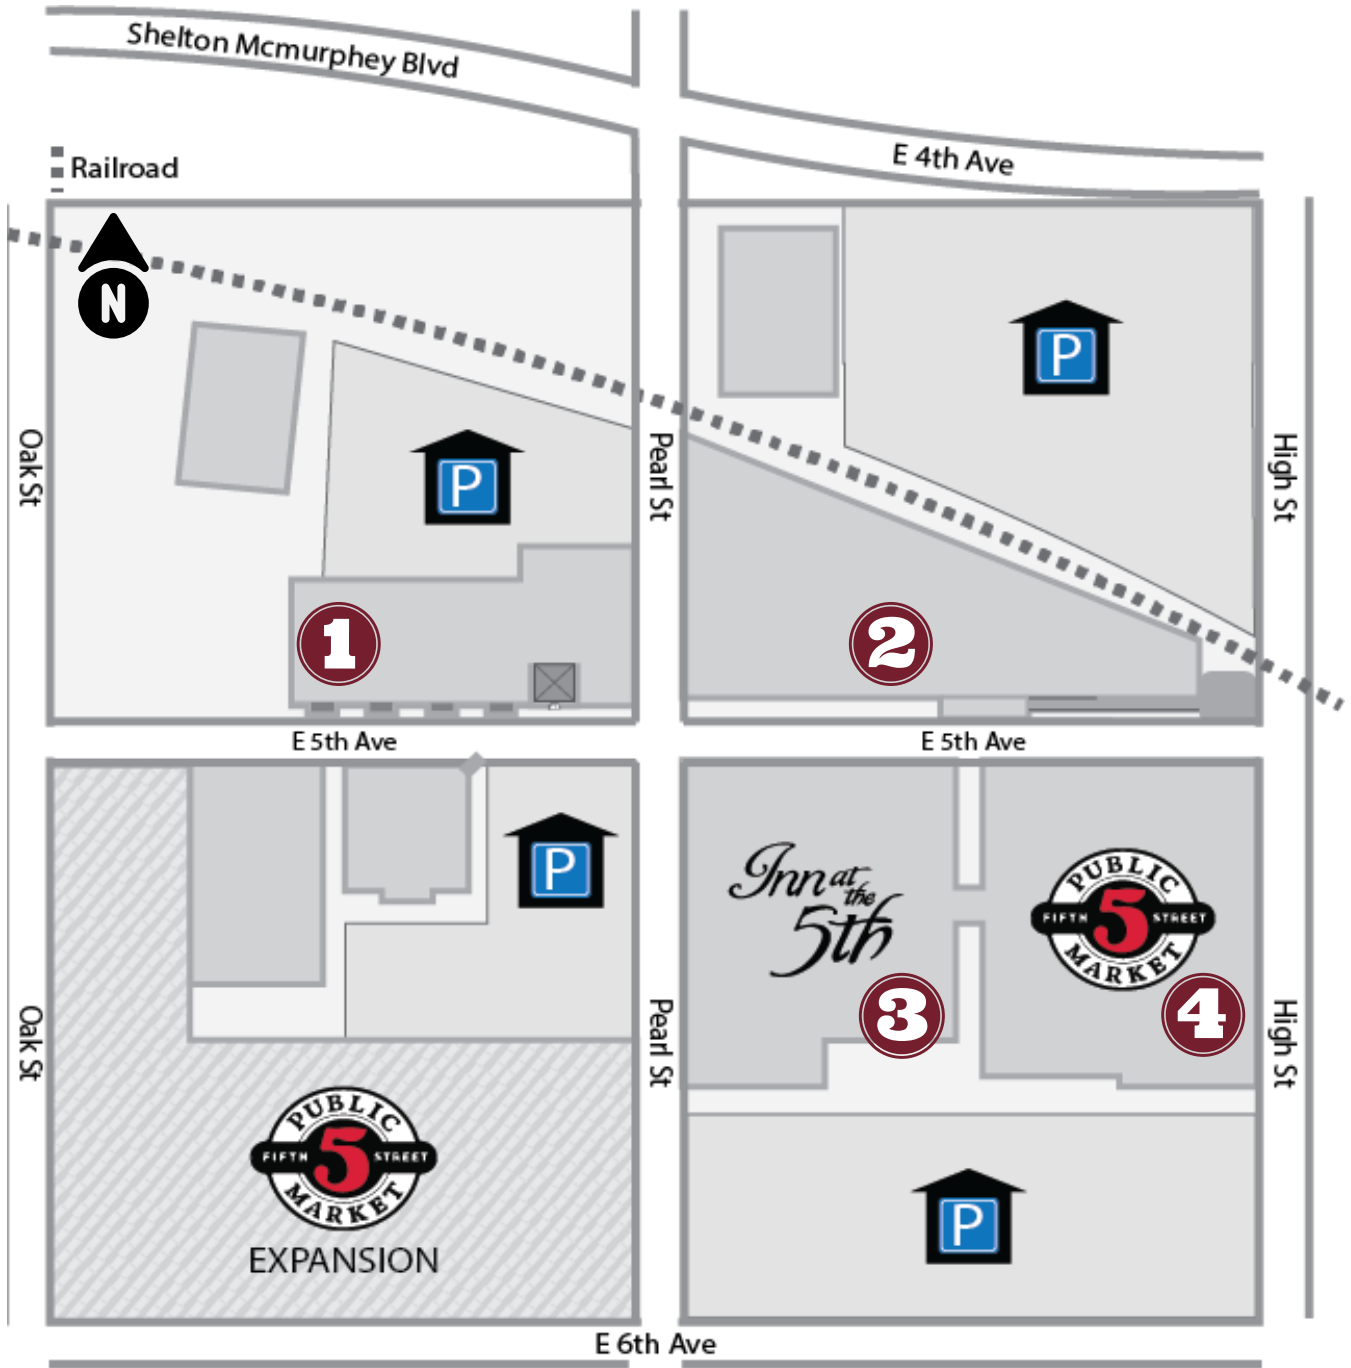 Shelton Mcmurphey Blvd
E 4th Ave
Railroad
N
P
P
Oak St
Pearl St
High St
1
2
E 5th Ave
E 5th Ave
P
Inn at
the
5th
PUBLIC
FIFTH 5 STREET
MARKET
3
4
Oak St
Pearl St
High St
PUBLIC
FIFTH 5 STREET
MARKET
EXPANSION
P
E 6th Ave